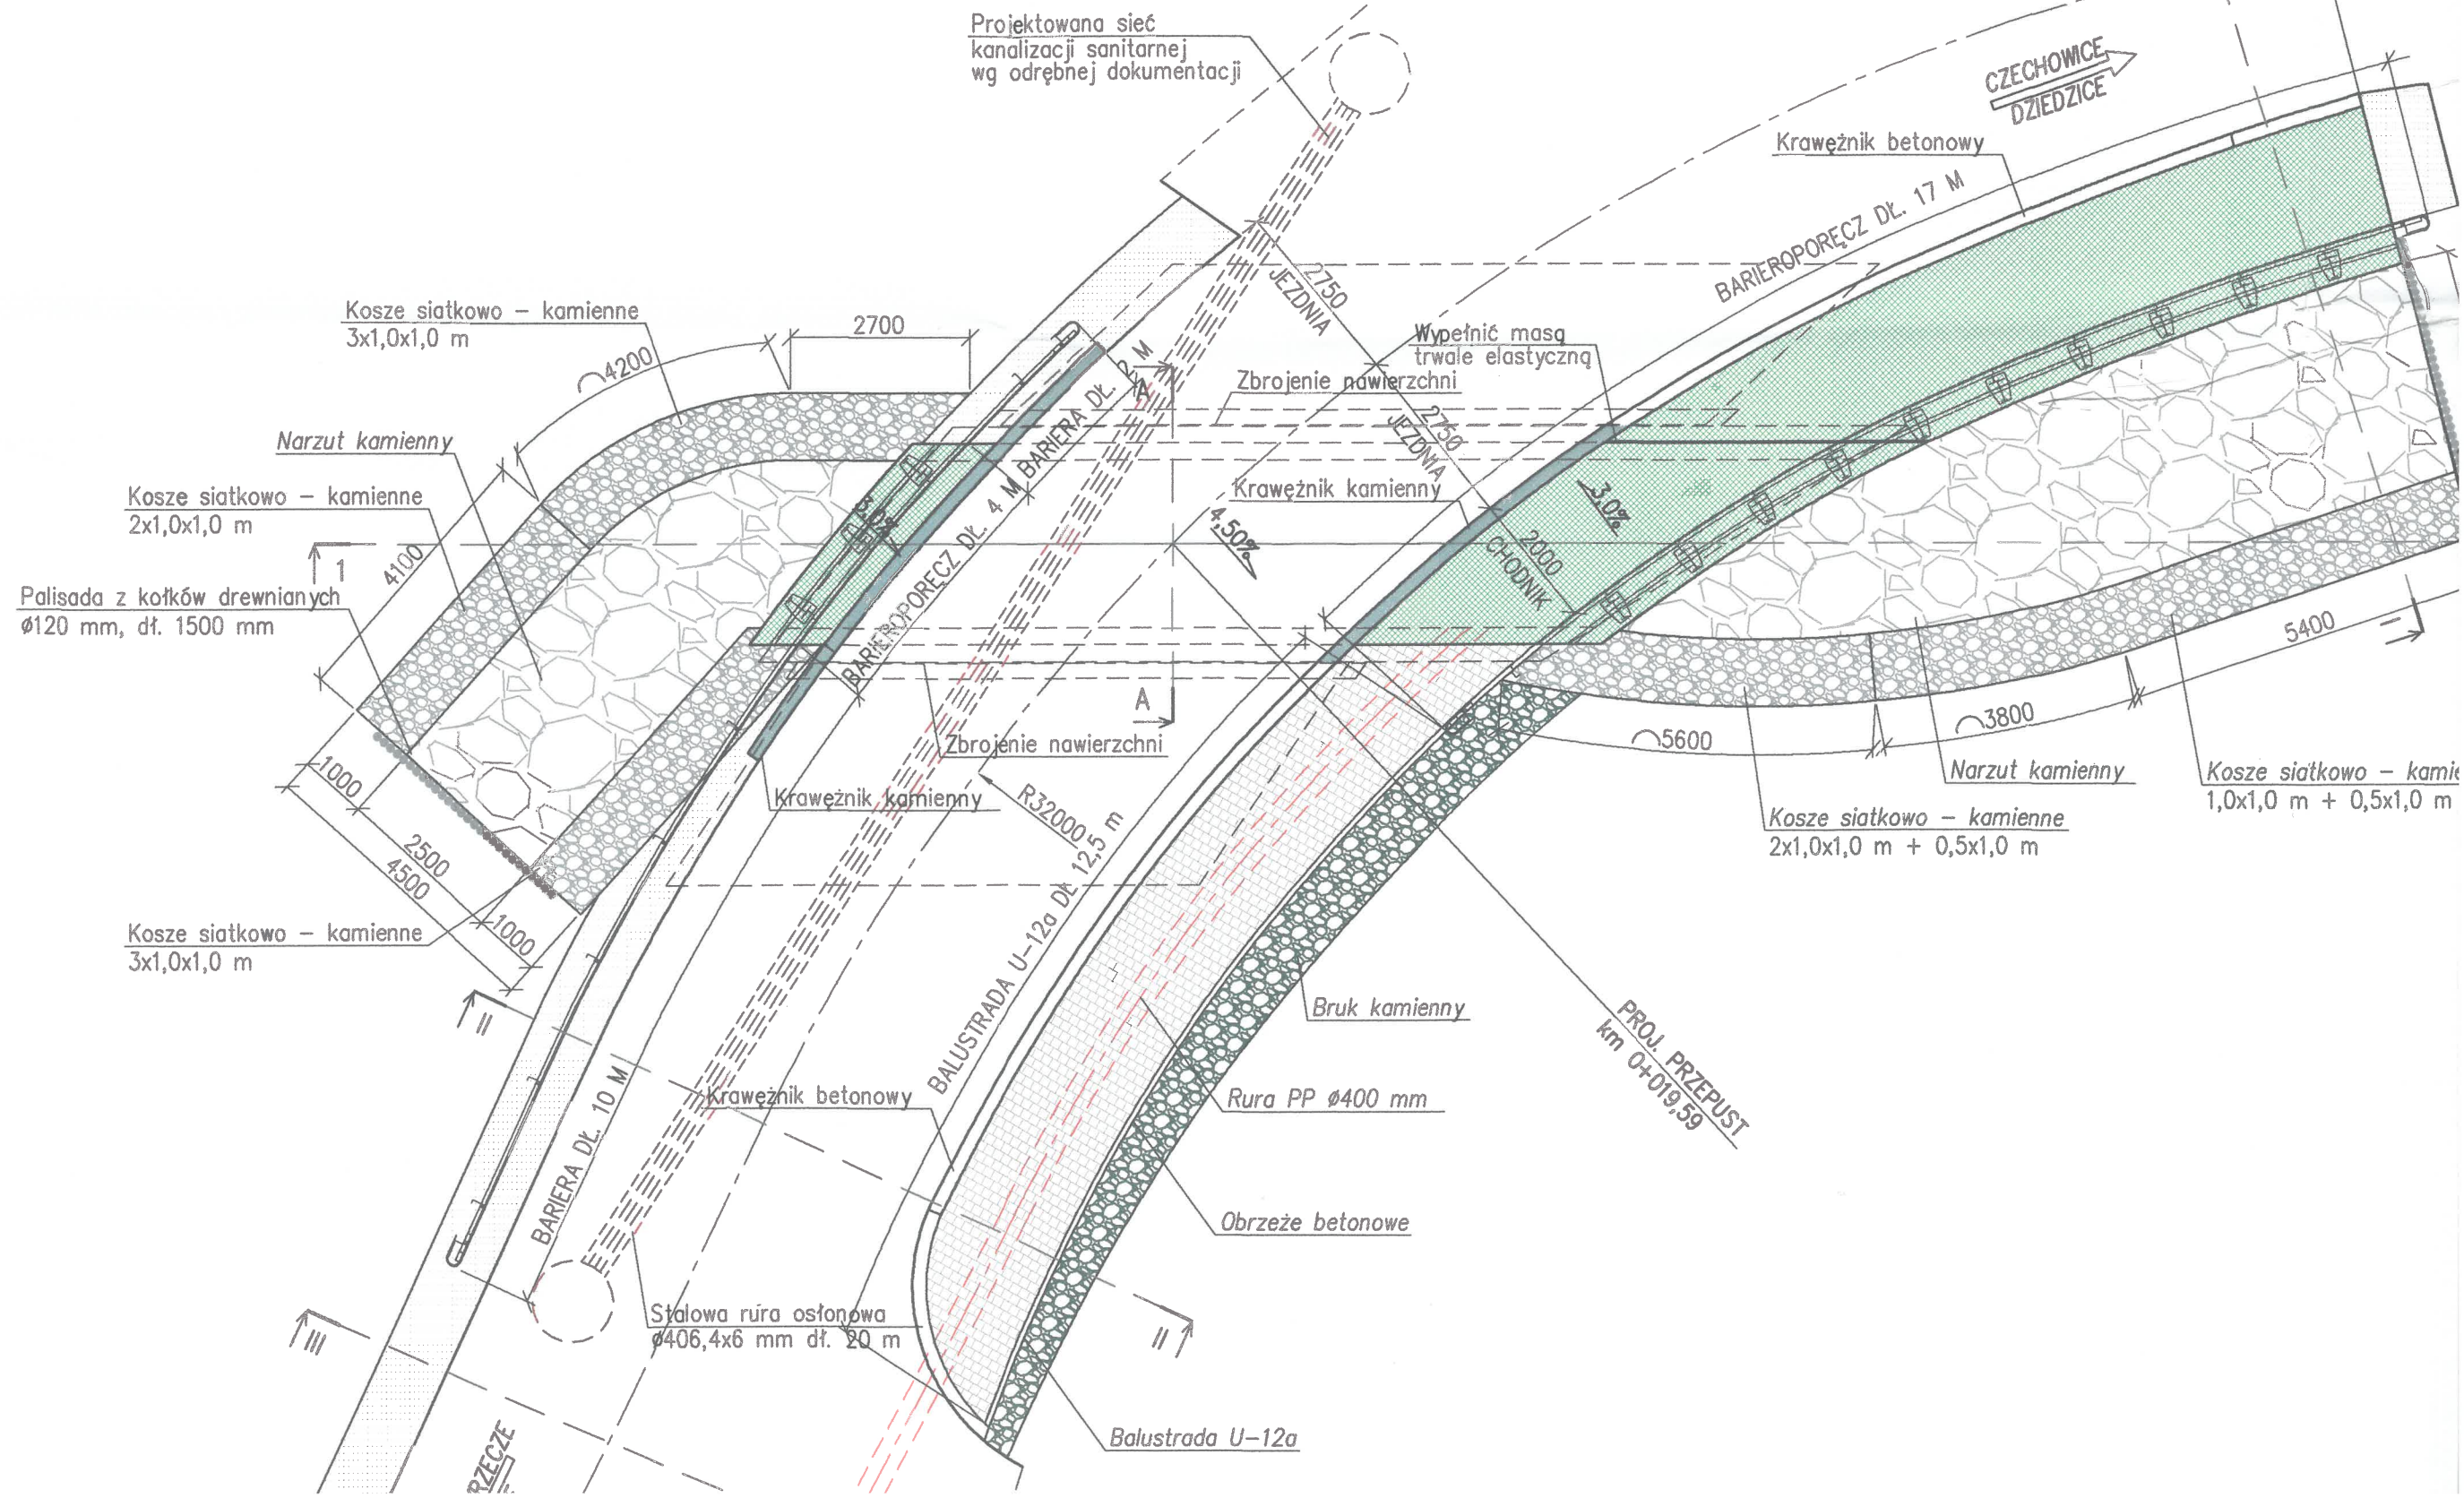 Projektowana sieć
kanalizacji sanitarnej
wg odrębnej dokumentacji
CZECHOWICE
DZIEDZICE
Krawężnik betonowy
BARIEROPORĘCZ DŁ. 17 M
Kosze siatkowo – kamienne
3x1,0x1,0 m
2700
4200
2750
JEZDNIA
Wypełnić masą
trwale elastyczną
Zbrojenie nawierzchni
BARIERA DŁ. 2 M
A
2750
JEZDNIA
Narzut kamienny
Kosze siatkowo – kamienne
2x1,0x1,0 m
Krawężnik kamienny
3,0%
3,0%
4,50%
2000
CHODNIK
BARIEROPORĘCZ DŁ. 4 M
1
4100
Palisada z kołków drewnianych
ø120 mm, dł. 1500 mm
5400
I
A
Zbrojenie nawierzchni
5600
3800
Narzut kamienny
Kosze siatkowo –
1,0x1,0 m + 0,5x1,0 m
Kosze siatkowo – kamienne
2x1,0x1,0 m + 0,5x1,0 m
Krawężnik kamienny
R32000
1000
2500
4500
1000
Kosze siatkowo – kamienne
3x1,0x1,0 m
BALUSTRADA U–12a DŁ 12,5 m
II
Bruk kamienny
PROJ. PRZEPUST
km 0+019,59
Krawężnik betonowy
Rura PP ø400 mm
BARIERA DŁ. 10 M
Obrzeże betonowe
Stalowa rura osłonowa
ø406,4x6 mm dł. 20 m
III
II
Balustrada U–12a